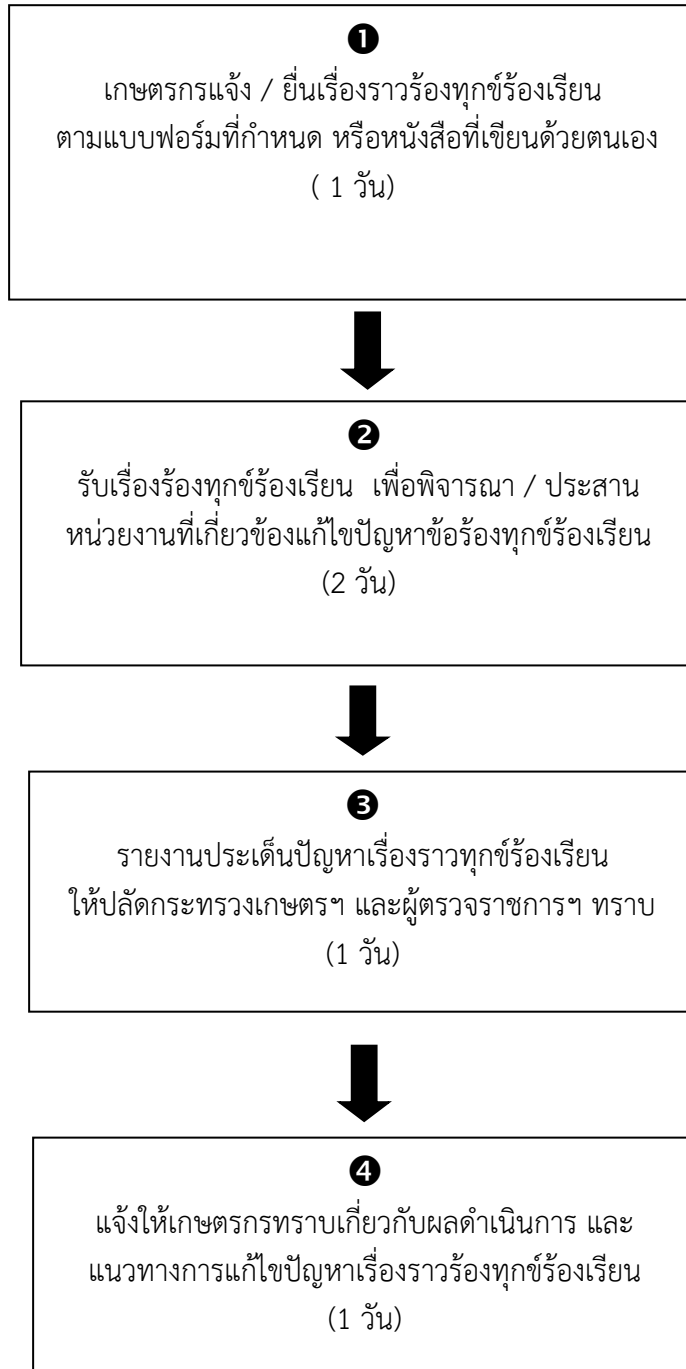 ❶
เกษตรกรแจ้ง / ยื่นเรื่องราวร้องทุกข์ร้องเรียน
ตามแบบฟอร์มที่กำหนด หรือหนังสือที่เขียนด้วยตนเอง
( 1 วัน)
❷
รับเรื่องร้องทุกข์ร้องเรียน เพื่อพิจารณา / ประสาน
หน่วยงานที่เกี่ยวข้องแก้ไขปัญหาข้อร้องทุกข์ร้องเรียน
(2 วัน)
❸
รายงานประเด็นปัญหาเรื่องราวทุกข์ร้องเรียน
ให้ปลัดกระทรวงเกษตรฯ และผู้ตรวจราชการฯ ทราบ
(1 วัน)
❹
แจ้งให้เกษตรกรทราบเกี่ยวกับผลดำเนินการ และ
แนวทางการแก้ไขปัญหาเรื่องราวร้องทุกข์ร้องเรียน
(1 วัน)